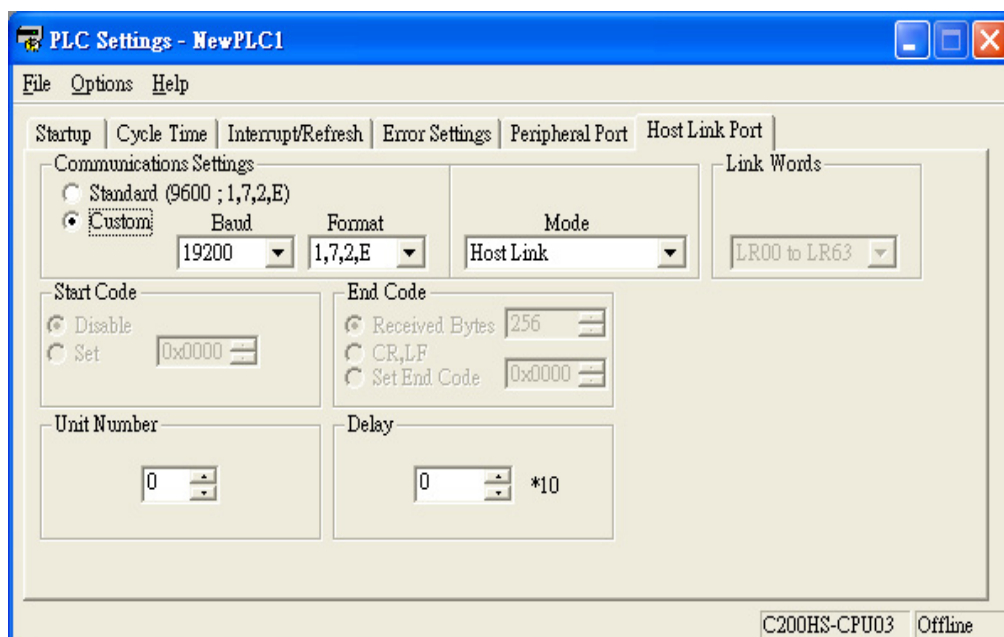 PLC Settings - NewPLC1
File Options Help
Startup Cycle Time Interrupt/Refresh Error Settings Peripheral Port Host Link Port
Communications Settings
Link Words
Standard (9600 ; 1,7,2,E)
Custom Baud Format Mode
19200 1,7,2,E Host Link LR00 to LR63
Start Code End Code
Disable Received Bytes 256
Set 0x0000 CR,LF
Set End Code 0x0000
Unit Number Delay
0 0 *10
C200HS-CPU03 Offline